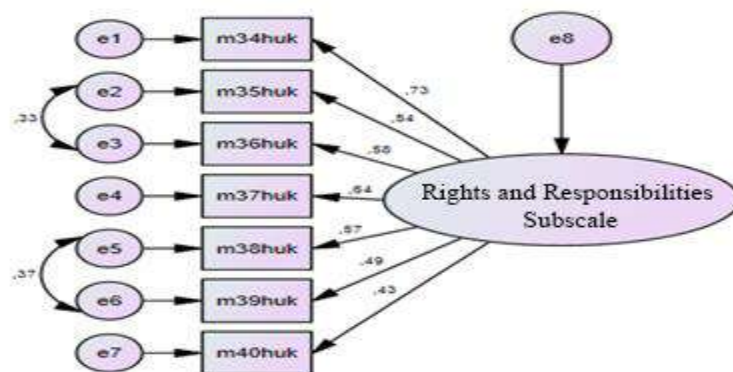 e1
m34huk
e8
e2
m35huk
,73
,33
,54
e3
m36huk
,58
e4
m37huk
,64
Rights and Responsibilities
Subscale
e5
m38huk
,57
,37
,49
e6
m39huk
,43
e7
m40huk